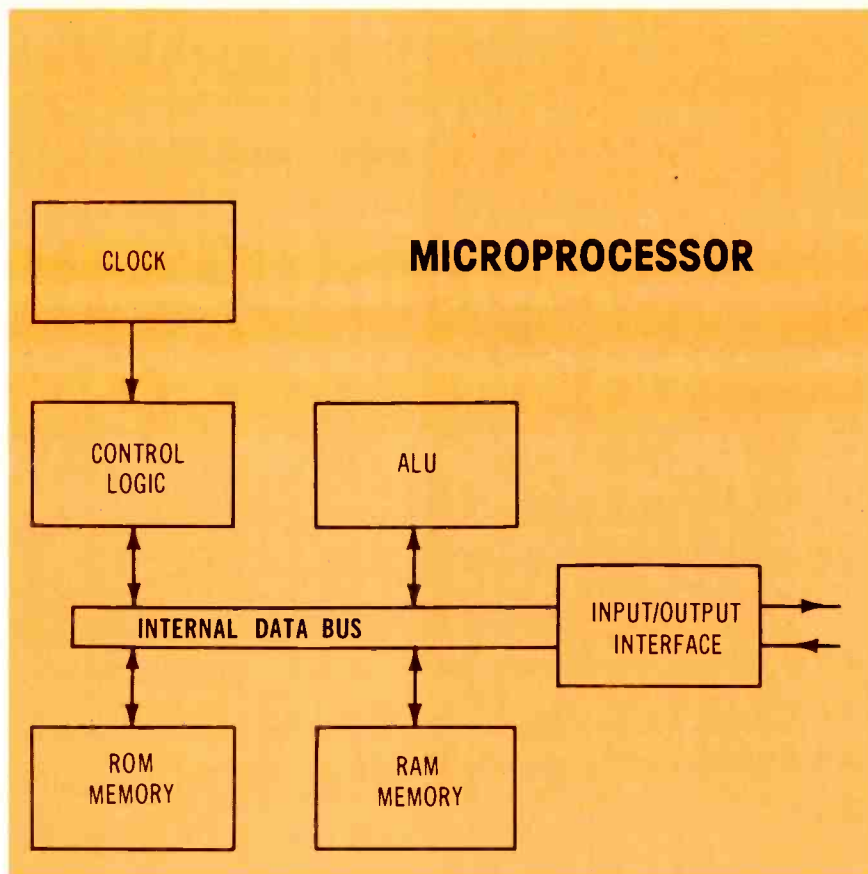 CLOCK
MICROPROCESSOR
CONTROL
LOGIC
ALU
INTERNAL DATA BUS
INPUT/OUTPUT
INTERFACE
ROM
MEMORY
RAM
MEMORY